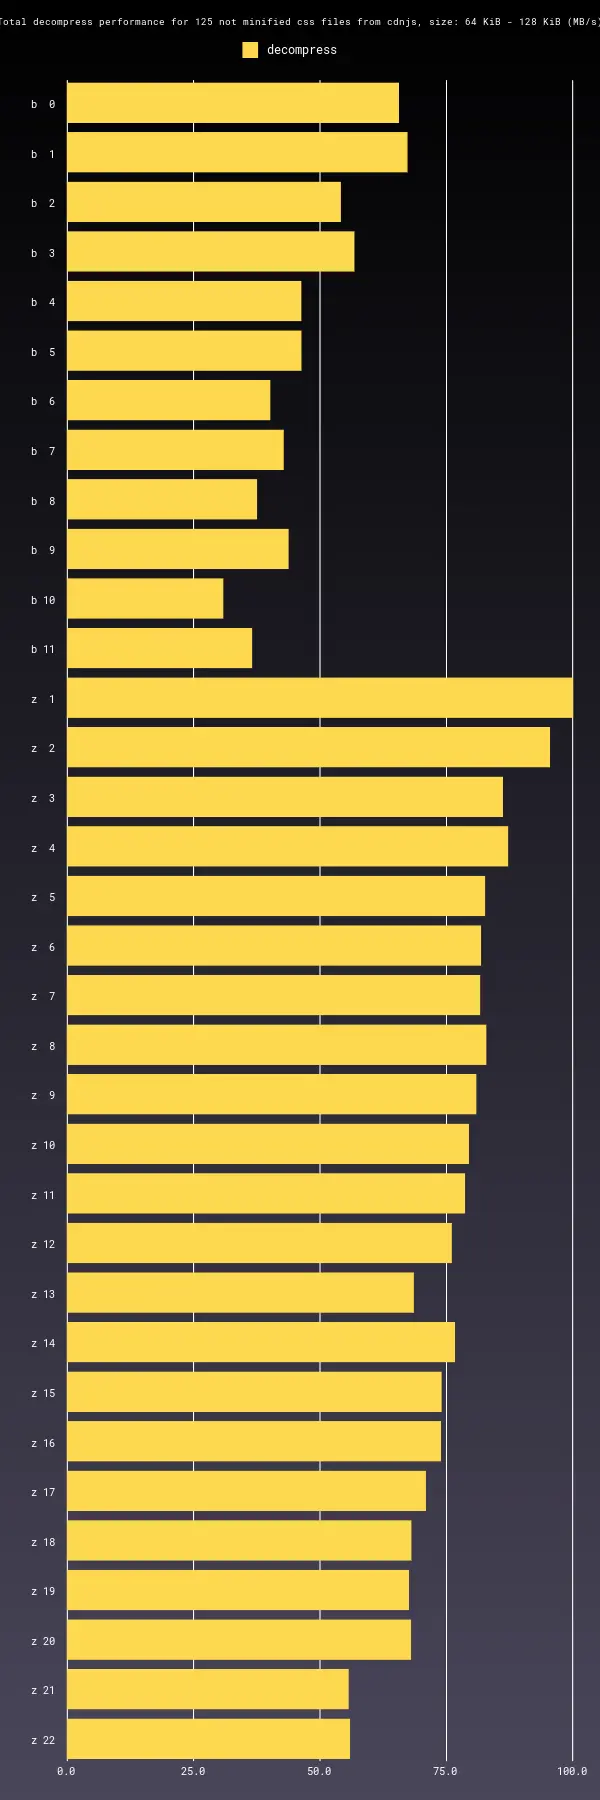 Total decompress performance for 125 not minified css files from cdnjs, size: 64 KiB - 128 KiB (MB/s)
decompress
b 0
b 1
b 2
b 3
b 4
b 5
b 6
b 7
b 8
b 9
b 10
b 11
z 1
z 2
z 3
z 4
z 5
z 6
z 7
z 8
z 9
z 10
z 11
z 12
z 13
z 14
z 15
z 16
z 17
z 18
z 19
z 20
z 21
z 22
0.0 25.0 50.0 75.0 100.0